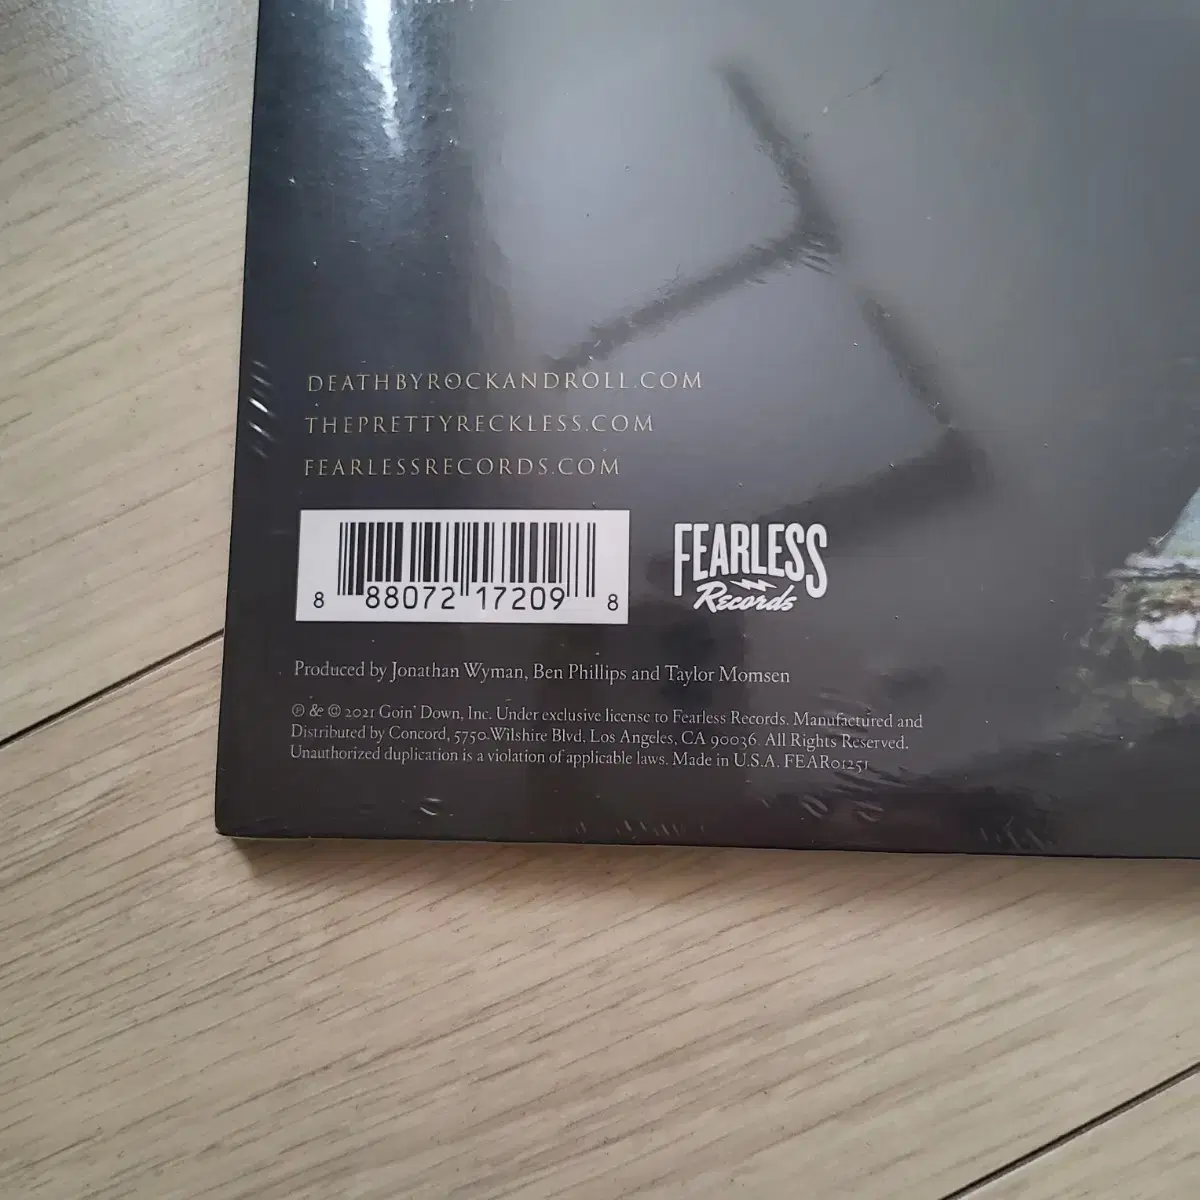 DEATHBYROCKANDROLL.COM
THEPRETTYRECKLESS.COM
FEARLESSRECORDS.COM
8 88072 17209 8
FEARLESS
Records
Produced by Jonathan Wyman, Ben Phillips and Taylor Momsen
℗ & © 2021 Goin' Down, Inc. Under exclusive license to Fearless Records. Manufactured and
Distributed by Concord, 5750 Wilshire Blvd, Los Angeles, CA 90036. All Rights Reserved.
Unauthorized duplication is a violation of applicable laws. Made in U.S.A. FEAR01251